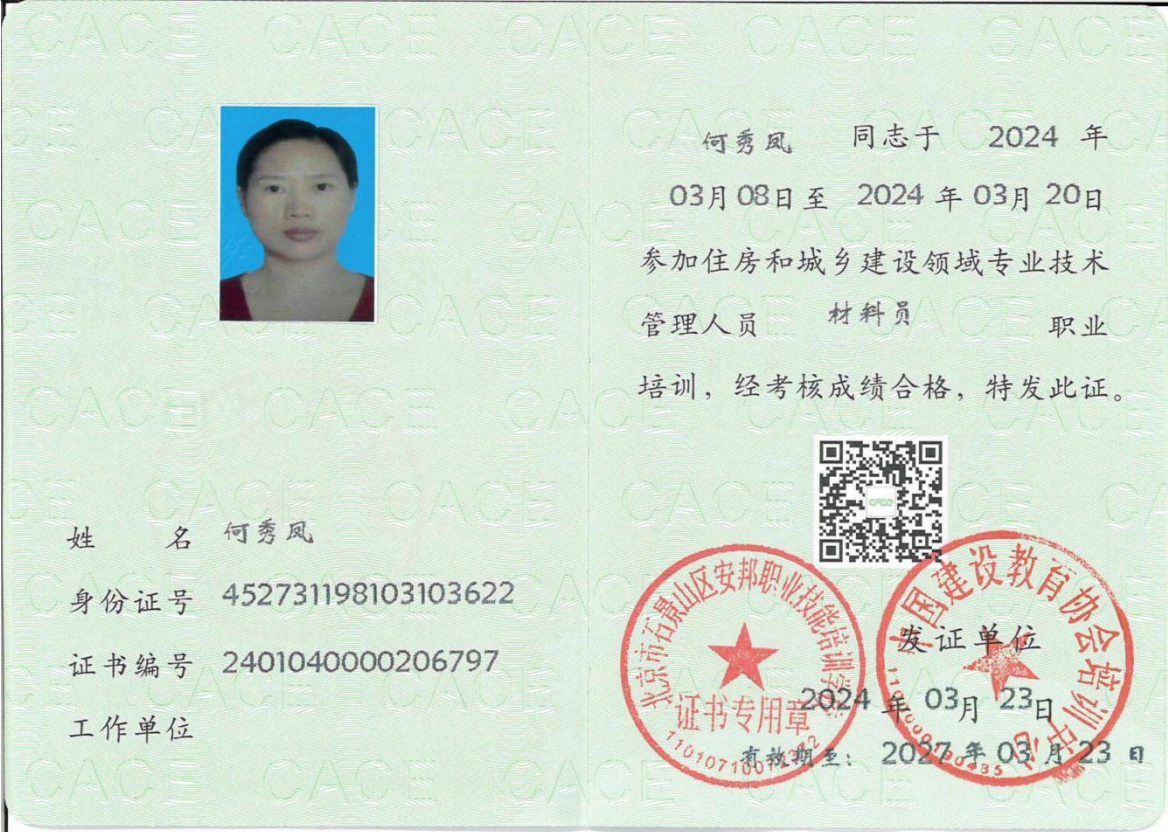 姓 名 何秀凤
身份证号 452731198103103622
证书编号 2401040000206797
工作单位
何秀凤 同志于 2024 年
03月08日至 2024 年 03月 20日
参加住房和城乡建设领域专业技术
管理人员 材料员 职业
培训，经考核成绩合格，特发此证。
CACE
北京市石景山区安邦职业技能培训学校
证书专用章
中国建设教育协会培训中心
发证单位
2024 年 03月 23日
有效期至： 2027 年 03 月 23 日